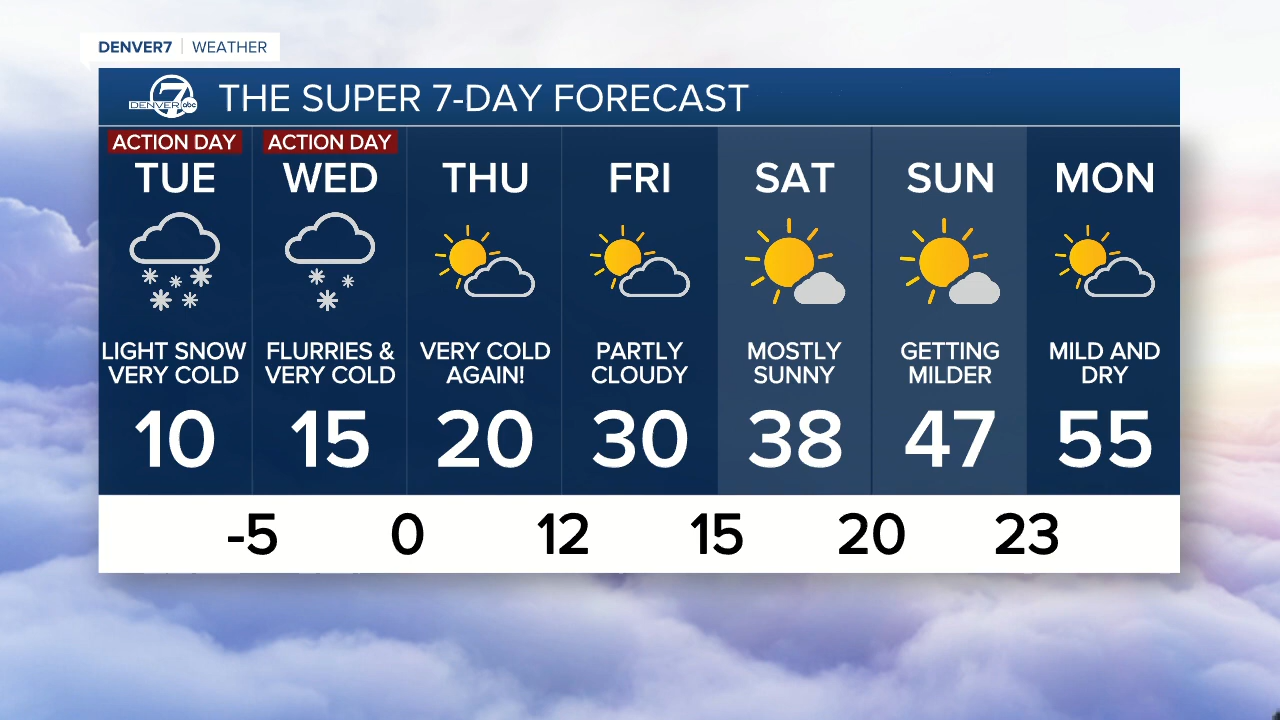 DENVER7 | WEATHER
7
DENVER abc
THE SUPER 7-DAY FORECAST
ACTION DAY
TUE
LIGHT SNOW
VERY COLD
10
ACTION DAY
WED
FLURRIES &
VERY COLD
15
THU
VERY COLD
AGAIN!
20
FRI
PARTLY
CLOUDY
30
SAT
MOSTLY
SUNNY
38
SUN
GETTING
MILDER
47
MON
MILD AND
DRY
55
-5 0 12 15 20 23